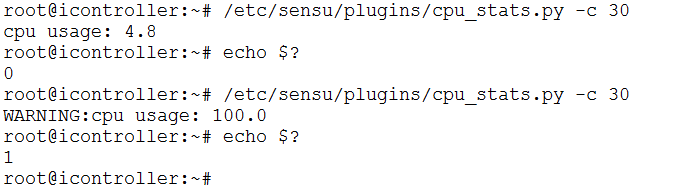 root@icontroller:~# /etc/sensu/plugins/cpu_stats.py -c 30
cpu usage: 4.8
root@icontroller:~# echo $?
0
root@icontroller:~# /etc/sensu/plugins/cpu_stats.py -c 30
WARNING:cpu usage: 100.0
root@icontroller:~# echo $?
1
root@icontroller:~#